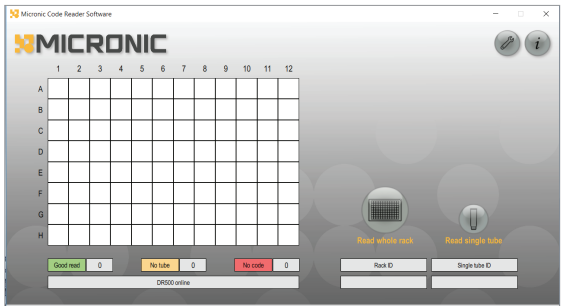 Micronic Code Reader Software
MICRONIC
i
1 2 3 4 5 6 7 8 9 10 11 12
A
B
C
D
E
F
G
H
Read whole rack
Read single tube
Good read 0 No tube 0 No code 0
Rack ID Single tube ID
DR500 online